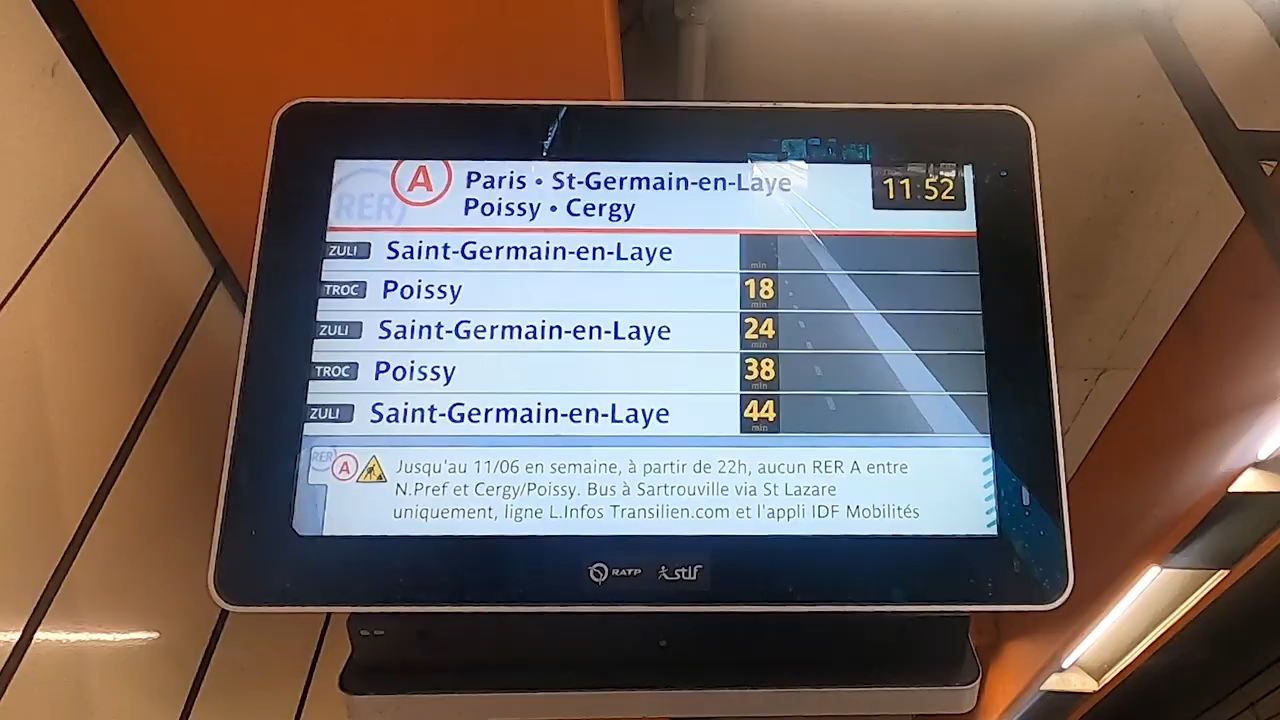 RER A Paris • St-Germain-en-Laye 11:52
Poissy • Cergy
ZULI Saint-Germain-en-Laye min
TROC Poissy 18 min
ZULI Saint-Germain-en-Laye 24 min
TROC Poissy 38 min
ZULI Saint-Germain-en-Laye 44 min
RER A Jusqu'au 11/06 en semaine, à partir de 22h, aucun RER A entre
N.Pref et Cergy/Poissy. Bus à Sartrouville via St Lazare
uniquement, ligne L.Infos Transilien.com et l'appli IDF Mobilités
RATP stif